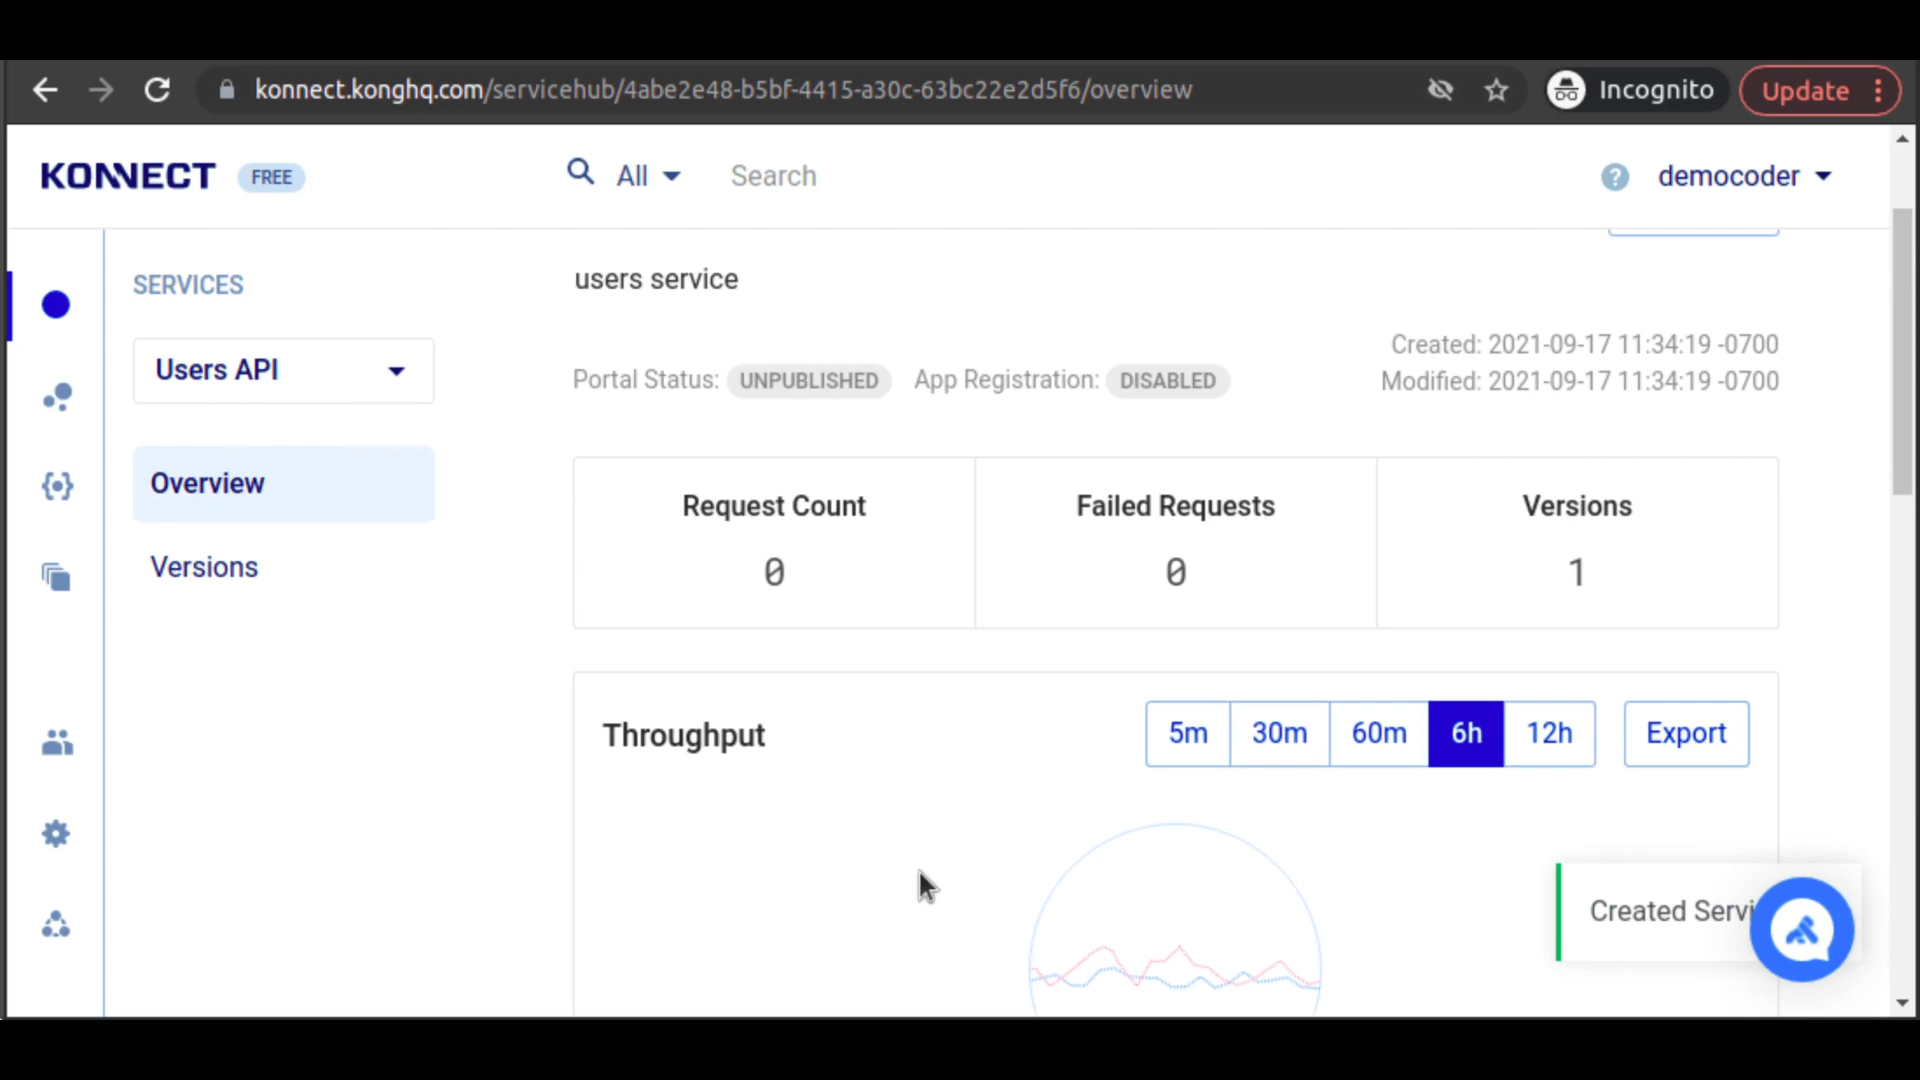 konnect.konghq.com/servicehub/4abe2e48-b5bf-4415-a30c-63bc22e2d5f6/overview
Incognito
Update
KONNECT
FREE
All
Search
?
democoder
SERVICES
Users API
Overview
Versions
users service
Portal Status: UNPUBLISHED App Registration: DISABLED
Created: 2021-09-17 11:34:19 -0700
Modified: 2021-09-17 11:34:19 -0700
Request Count
0
Failed Requests
0
Versions
1
Throughput
5m 30m 60m 6h 12h
Export
Created Servi